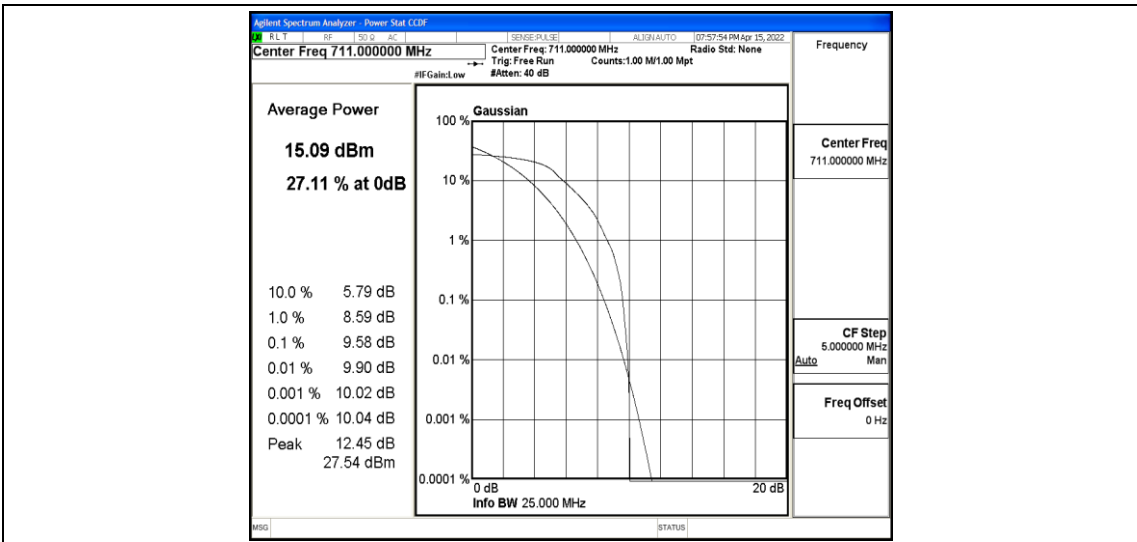 Agilent Spectrum Analyzer - Power Stat CCDF
LXI RLT RF 50 Ω AC SENSE:PULSE ALIGNAUTO 07:57:54 PM Apr 15, 2022
Center Freq 711.000000 MHz
Center Freq: 711.000000 MHz Radio Std: None
Trig: Free Run Counts:1.00 M/1.00 Mpt
#IFGain:Low #Atten: 40 dB
Frequency
Average Power
15.09 dBm
27.11 % at 0dB
10.0 % 5.79 dB
1.0 % 8.59 dB
0.1 % 9.58 dB
0.01 % 9.90 dB
0.001 % 10.02 dB
0.0001 % 10.04 dB
Peak 12.45 dB
27.54 dBm
Gaussian
100 %
10 %
1 %
0.1 %
0.01 %
0.001 %
0.0001 %
0 dB 20 dB
Info BW 25.000 MHz
Center Freq
711.000000 MHz
CF Step
5.000000 MHz
Auto Man
Freq Offset
0 Hz
MSG STATUS